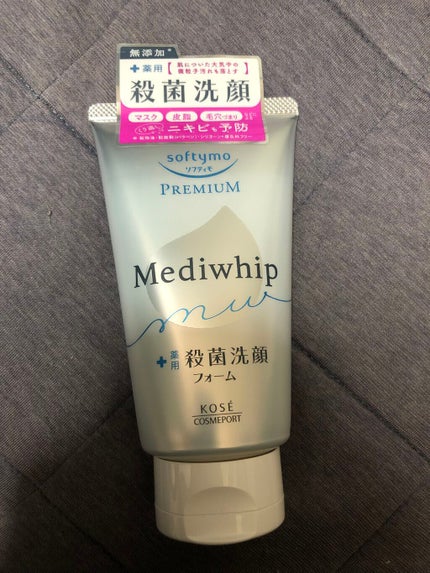 無添加*
+薬用
【肌についた大気中の
微粒子汚れも落とす】
殺菌洗顔
マスク 皮脂 毛穴づまり
ニキビを予防
softymo
ソフティモ
PREMIUM
Mediwhip
mw
+薬用
殺菌洗顔
フォーム
KOSÉ
COSMEPORT